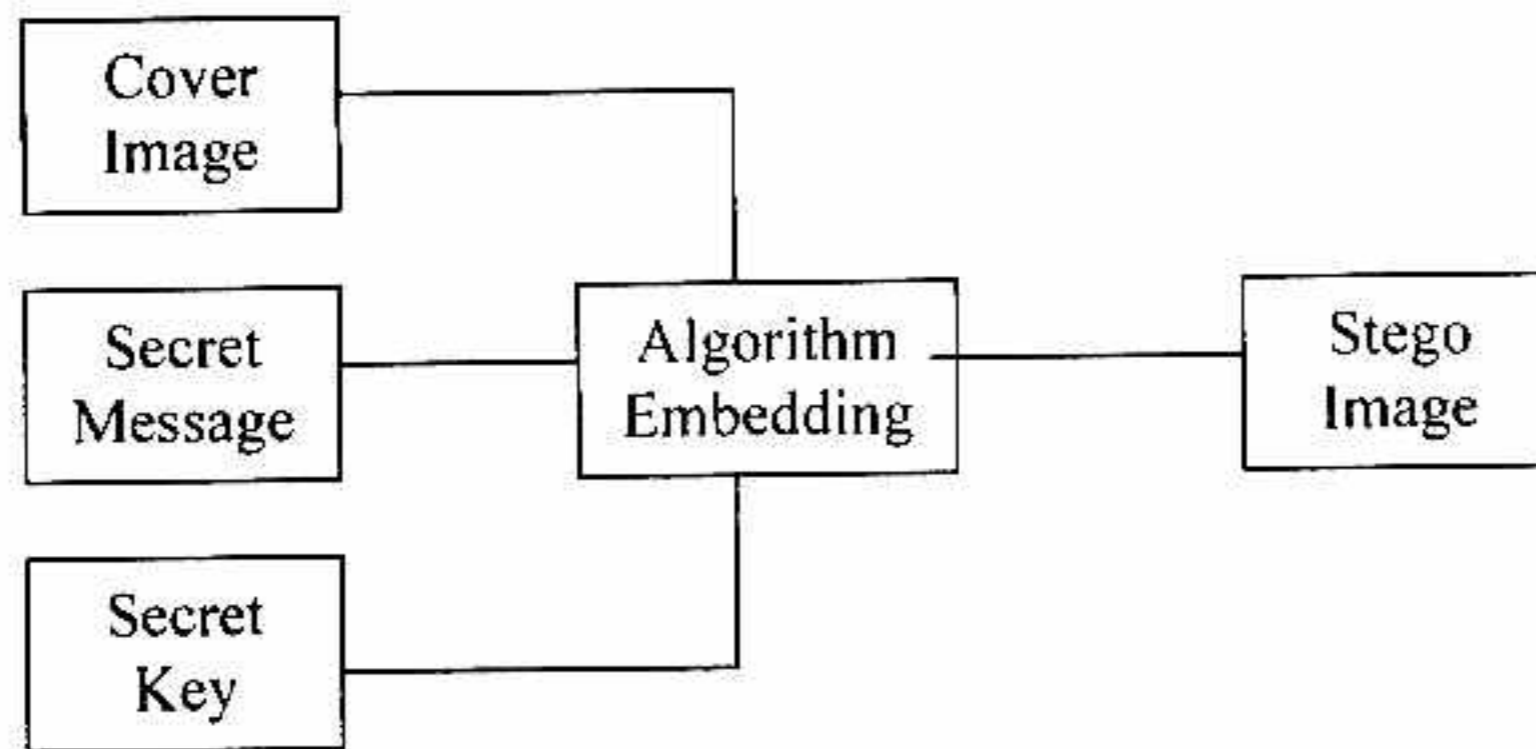 Cover
Image
Secret
Message
Algorithm
Embedding
Stego
Image
Secret
Key